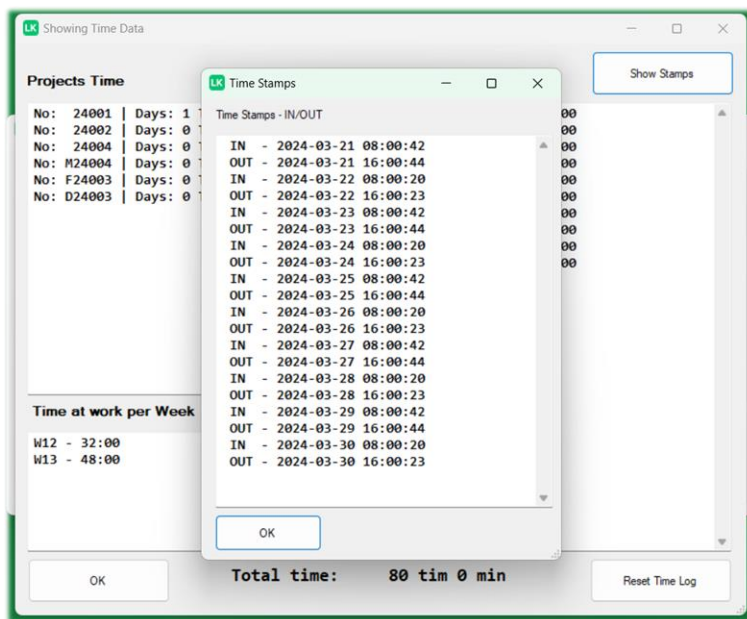 LK Showing Time Data
Projects Time
Show Stamps
No:  24001 | Days: 1
No:  24002 | Days: 0
No:  24004 | Days: 0
No: M24004 | Days: 0
No: F24003 | Days: 0
No: D24003 | Days: 0
00
00
00
00
00
00
00
00
00
00
LK Time Stamps
Time Stamps - IN/OUT
IN  - 2024-03-21 08:00:42
OUT - 2024-03-21 16:00:44
IN  - 2024-03-22 08:00:20
OUT - 2024-03-22 16:00:23
IN  - 2024-03-23 08:00:42
OUT - 2024-03-23 16:00:44
IN  - 2024-03-24 08:00:20
OUT - 2024-03-24 16:00:23
IN  - 2024-03-25 08:00:42
OUT - 2024-03-25 16:00:44
IN  - 2024-03-26 08:00:20
OUT - 2024-03-26 16:00:23
IN  - 2024-03-27 08:00:42
OUT - 2024-03-27 16:00:44
IN  - 2024-03-28 08:00:20
OUT - 2024-03-28 16:00:23
IN  - 2024-03-29 08:00:42
OUT - 2024-03-29 16:00:44
IN  - 2024-03-30 08:00:20
OUT - 2024-03-30 16:00:23
OK
Time at work per Week
W12 - 32:00
W13 - 48:00
OK
Total time:    80 tim 0 min
Reset Time Log